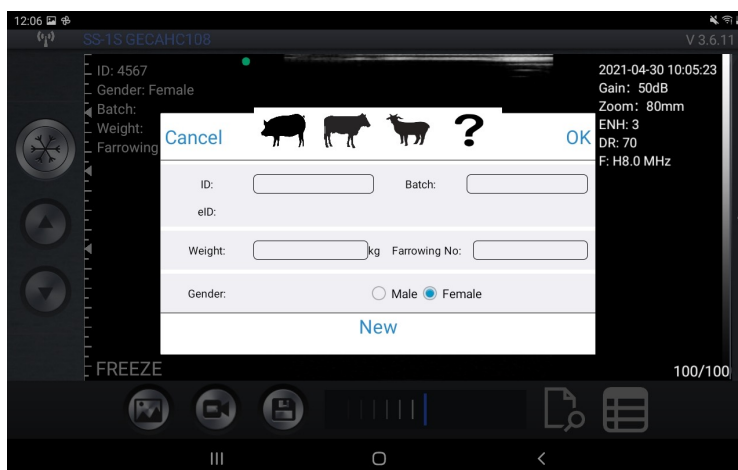 12:06
SS-1S GECAHC108
V 3.6.11
ID: 4567
Gender: Female
Batch:
Weight:
Farrowing
2021-04-30 10:05:23
Gain: 50dB
Zoom: 80mm
ENH: 3
DR: 70
F: H8.0 MHz
Cancel
?
OK
ID:
Batch:
eID:
Weight:
kg
Farrowing No:
Gender:
Male
Female
New
FREEZE
100/100